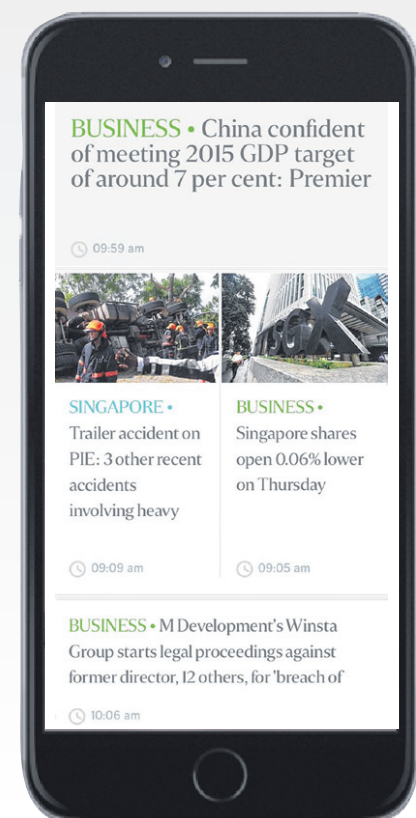 BUSINESS • China confident
of meeting 2015 GDP target
of around 7 per cent: Premier
09:59 am
SGX
SINGAPORE •
Trailer accident on
PIE: 3 other recent
accidents
involving heavy
09:09 am
BUSINESS •
Singapore shares
open 0.06% lower
on Thursday
09:05 am
BUSINESS • M Development's Winsta
Group starts legal proceedings against
former director, 12 others, for 'breach of
10:06 am